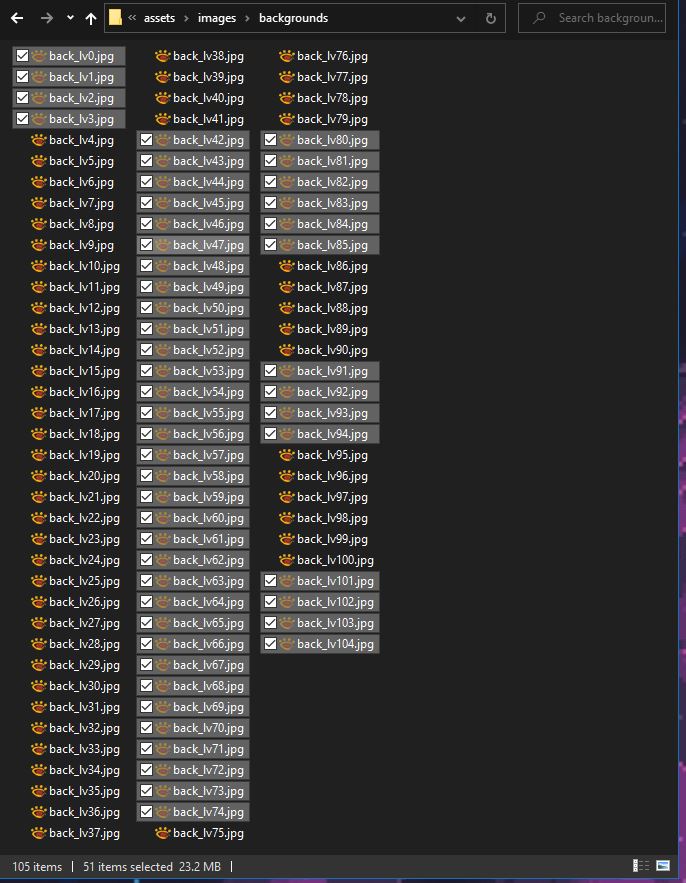 assets > images > backgrounds
Search backgroun...
back_lv0.jpg
back_lv1.jpg
back_lv2.jpg
back_lv3.jpg
back_lv4.jpg
back_lv5.jpg
back_lv6.jpg
back_lv7.jpg
back_lv8.jpg
back_lv9.jpg
back_lv10.jpg
back_lv11.jpg
back_lv12.jpg
back_lv13.jpg
back_lv14.jpg
back_lv15.jpg
back_lv16.jpg
back_lv17.jpg
back_lv18.jpg
back_lv19.jpg
back_lv20.jpg
back_lv21.jpg
back_lv22.jpg
back_lv23.jpg
back_lv24.jpg
back_lv25.jpg
back_lv26.jpg
back_lv27.jpg
back_lv28.jpg
back_lv29.jpg
back_lv30.jpg
back_lv31.jpg
back_lv32.jpg
back_lv33.jpg
back_lv34.jpg
back_lv35.jpg
back_lv36.jpg
back_lv37.jpg
back_lv38.jpg
back_lv39.jpg
back_lv40.jpg
back_lv41.jpg
back_lv42.jpg
back_lv43.jpg
back_lv44.jpg
back_lv45.jpg
back_lv46.jpg
back_lv47.jpg
back_lv48.jpg
back_lv49.jpg
back_lv50.jpg
back_lv51.jpg
back_lv52.jpg
back_lv53.jpg
back_lv54.jpg
back_lv55.jpg
back_lv56.jpg
back_lv57.jpg
back_lv58.jpg
back_lv59.jpg
back_lv60.jpg
back_lv61.jpg
back_lv62.jpg
back_lv63.jpg
back_lv64.jpg
back_lv65.jpg
back_lv66.jpg
back_lv67.jpg
back_lv68.jpg
back_lv69.jpg
back_lv70.jpg
back_lv71.jpg
back_lv72.jpg
back_lv73.jpg
back_lv74.jpg
back_lv75.jpg
back_lv76.jpg
back_lv77.jpg
back_lv78.jpg
back_lv79.jpg
back_lv80.jpg
back_lv81.jpg
back_lv82.jpg
back_lv83.jpg
back_lv84.jpg
back_lv85.jpg
back_lv86.jpg
back_lv87.jpg
back_lv88.jpg
back_lv89.jpg
back_lv90.jpg
back_lv91.jpg
back_lv92.jpg
back_lv93.jpg
back_lv94.jpg
back_lv95.jpg
back_lv96.jpg
back_lv97.jpg
back_lv98.jpg
back_lv99.jpg
back_lv100.jpg
back_lv101.jpg
back_lv102.jpg
back_lv103.jpg
back_lv104.jpg
105 items | 51 items selected 23.2 MB |